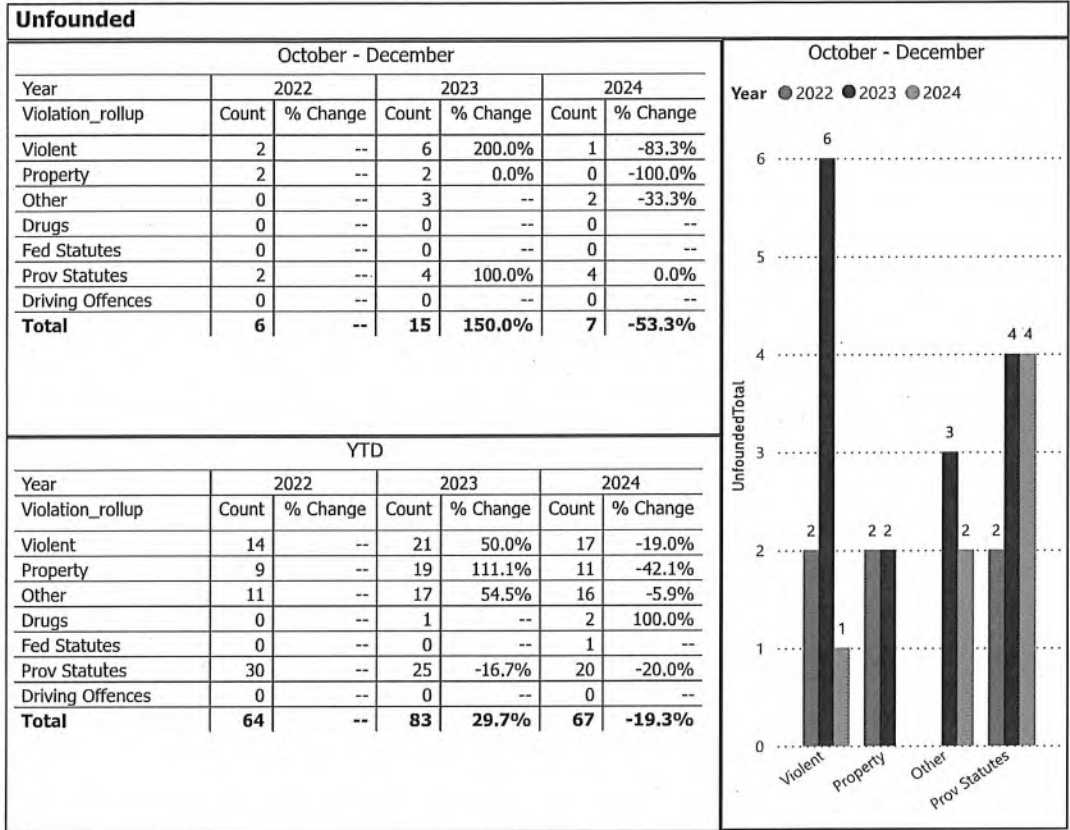 Unfounded
October - December
Year 2022 2023 2024
Violation_rollup Count % Change Count % Change Count % Change
Violent 2 -- 6 200.0% 1 -83.3%
Property 2 -- 2 0.0% 0 -100.0%
Other 0 -- 3 -- 2 -33.3%
Drugs 0 -- 0 -- 0 --
Fed Statutes 0 -- 0 -- 0 --
Prov Statutes 2 -- 4 100.0% 4 0.0%
Driving Offences 0 -- 0 -- 0 --
Total 6 -- 15 150.0% 7 -53.3%
YTD
Year 2022 2023 2024
Violation_rollup Count % Change Count % Change Count % Change
Violent 14 -- 21 50.0% 17 -19.0%
Property 9 -- 19 111.1% 11 -42.1%
Other 11 -- 17 54.5% 16 -5.9%
Drugs 0 -- 1 -- 2 100.0%
Fed Statutes 0 -- 0 -- 1 --
Prov Statutes 30 -- 25 -16.7% 20 -20.0%
Driving Offences 0 -- 0 -- 0 --
Total 64 -- 83 29.7% 67 -19.3%
October - December
Year 2022 2023 2024
UnfoundedTotal
6
5
4
3
2
1
0
2 6 1
2 2
3 2
2 4 4
Violent Property Other Prov Statutes